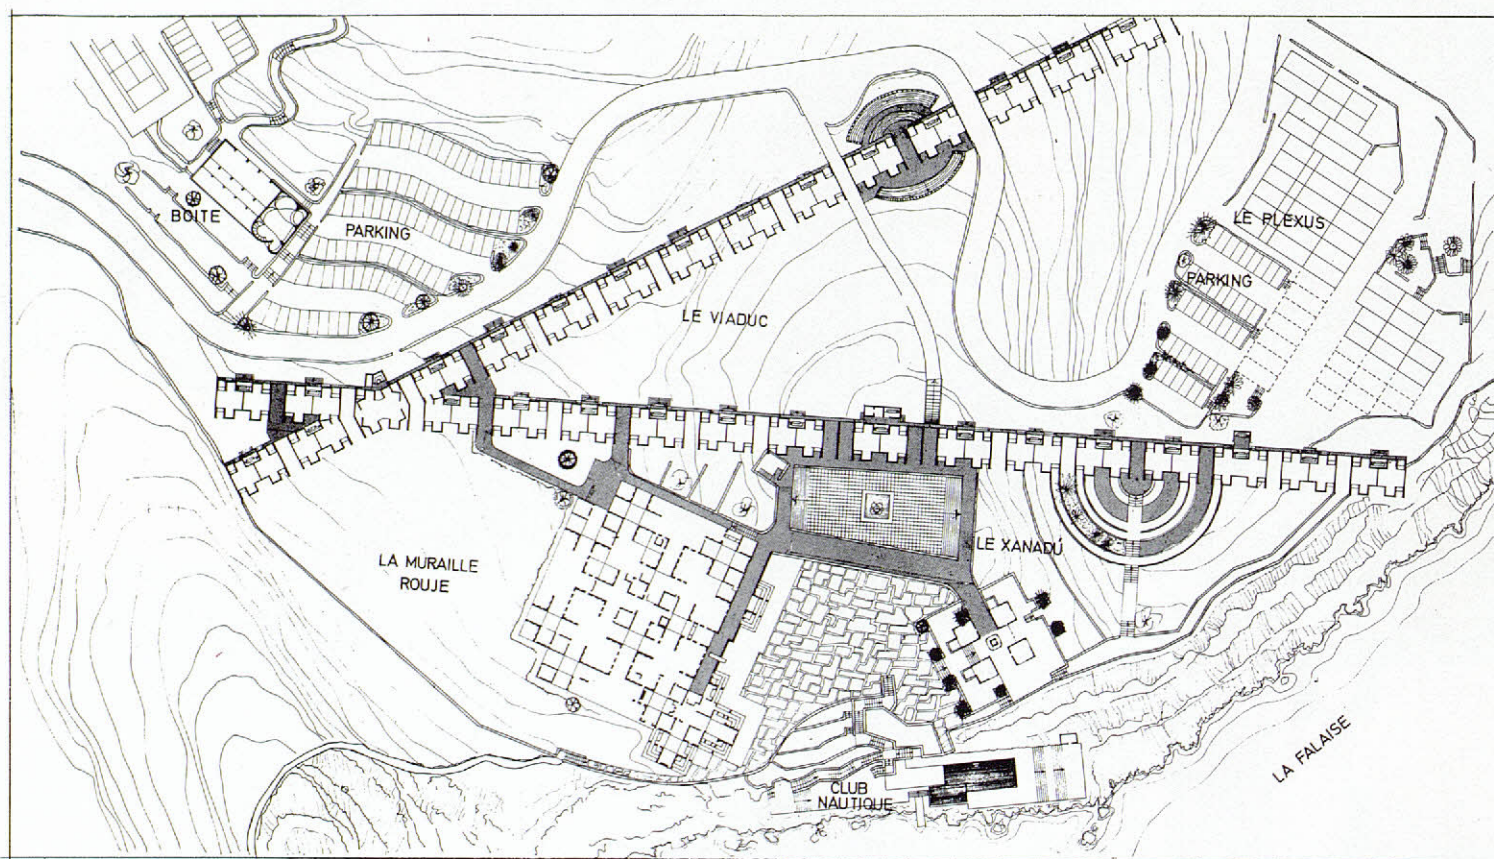 BOITE
PARKING
LE PLEXUS
PARKING
LE VIADUC
LA MURAILLE
ROUJE
LE XANADÚ
CLUB
NAUTIQUE
LA FALAISE